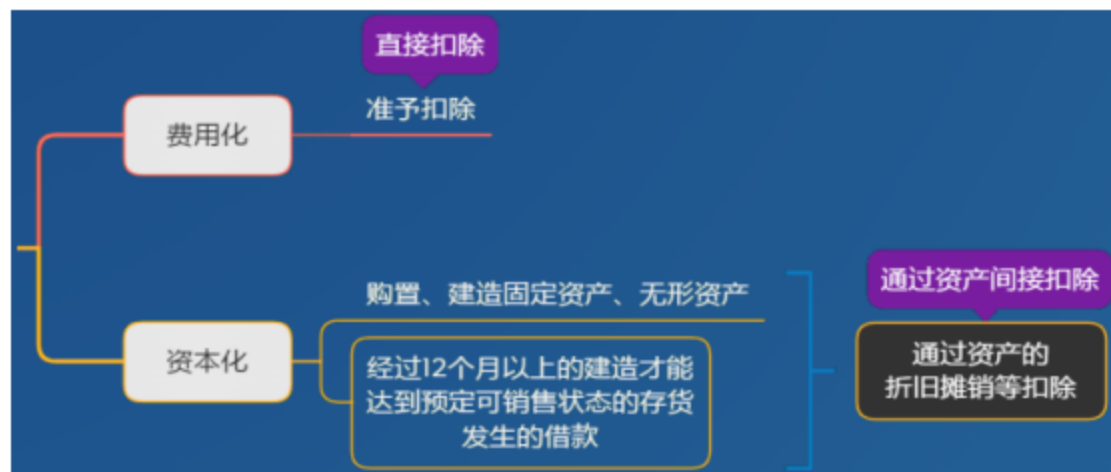 直接扣除
准予扣除
费用化
购置、建造固定资产、无形资产
通过资产间接扣除
资本化
经过12个月以上的建造才能
达到预定可销售状态的存货
发生的借款
通过资产的
折旧摊销等扣除